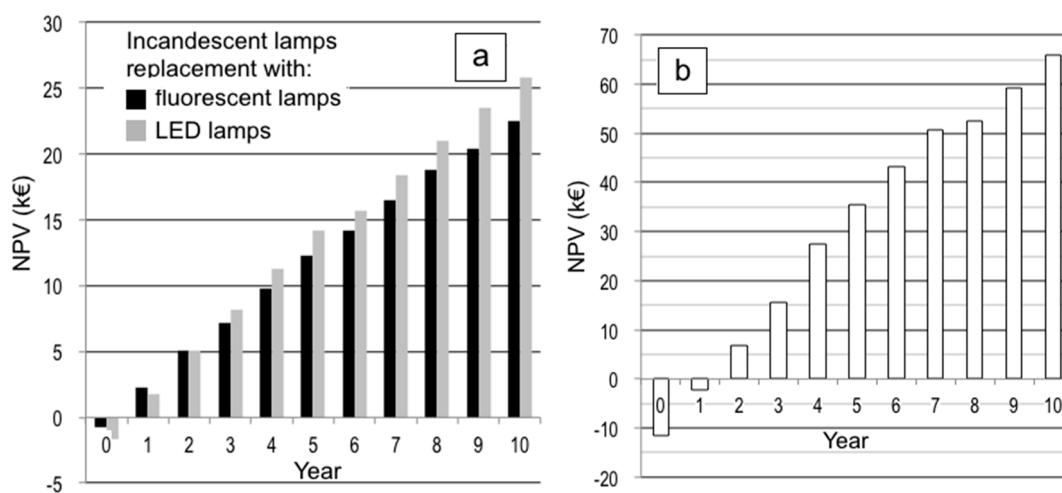 30
25
20
15
10
5
0
-5
NPV (k€)
Incandescent lamps
replacement with:
fluorescent lamps
LED lamps
a
0 1 2 3 4 5 6 7 8 9 10
Year
70
60
50
40
30
20
10
0
-10
-20
NPV (k€)
b
0 1 2 3 4 5 6 7 8 9 10
Year